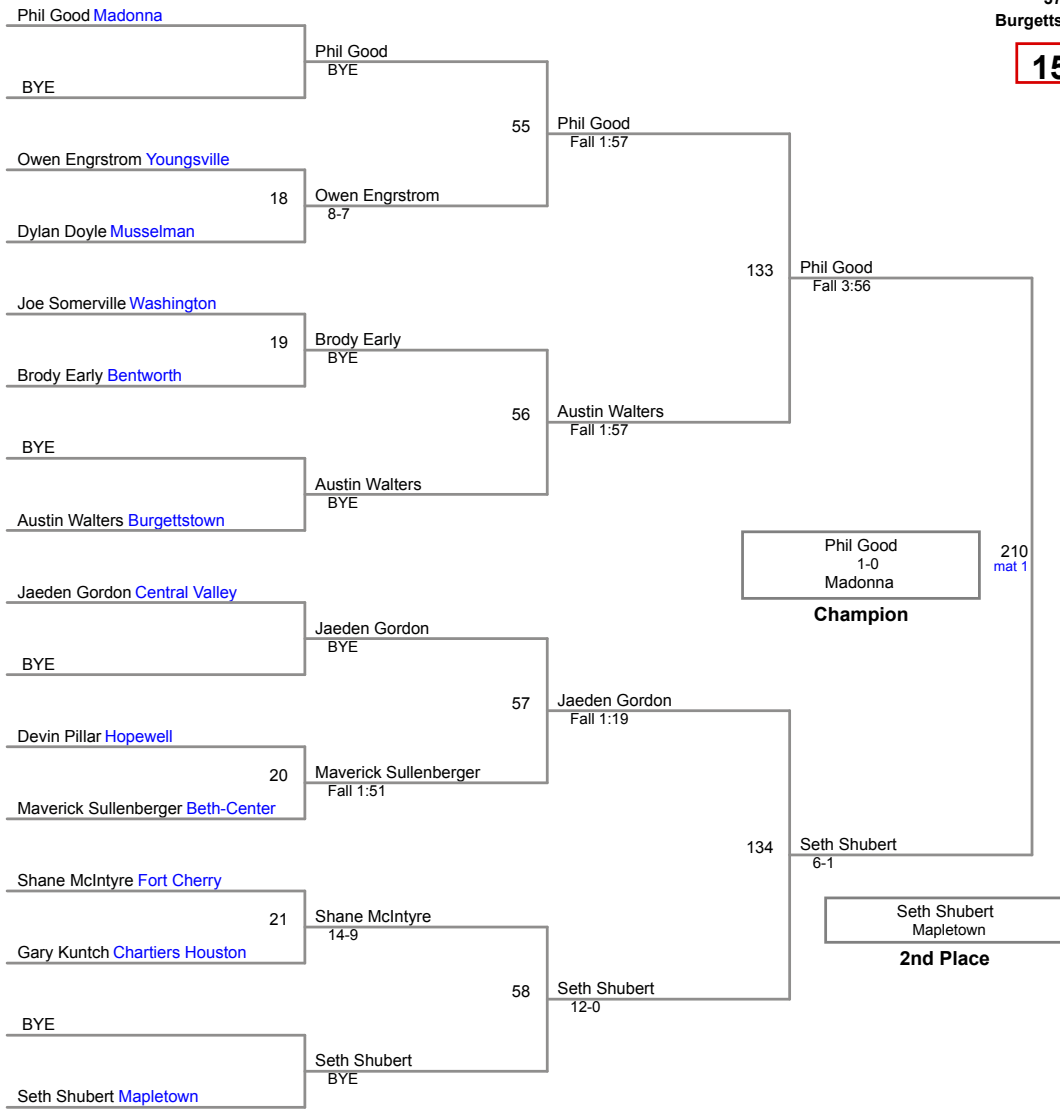 Phil Good Madonna
BYE
Owen Engrstrom Youngsville
Dylan Doyle Musselman
Joe Somerville Washington
Brody Early Bentworth
BYE
Austin Walters Burgettstown
Jaeden Gordon Central Valley
BYE
Devin Pillar Hopewell
Maverick Sullenberger Beth-Center
Shane McIntyre Fort Cherry
Gary Kuntch Chartiers Houston
BYE
Seth Shubert Mapletown
18
19
20
21
Phil Good
BYE
Owen Engrstrom
8-7
Brody Early
BYE
Austin Walters
BYE
Jaeden Gordon
BYE
Maverick Sullenberger
Fall 1:51
Shane McIntyre
14-9
Seth Shubert
BYE
55
56
57
58
Phil Good
Fall 1:57
Austin Walters
Fall 1:57
Jaeden Gordon
Fall 1:19
Seth Shubert
12-0
133
134
Phil Good
Fall 3:56
Seth Shubert
6-1
Phil Good
1-0
Madonna
Champion
210
mat 1
Seth Shubert
Mapletown
2nd Place
Burgetts
15